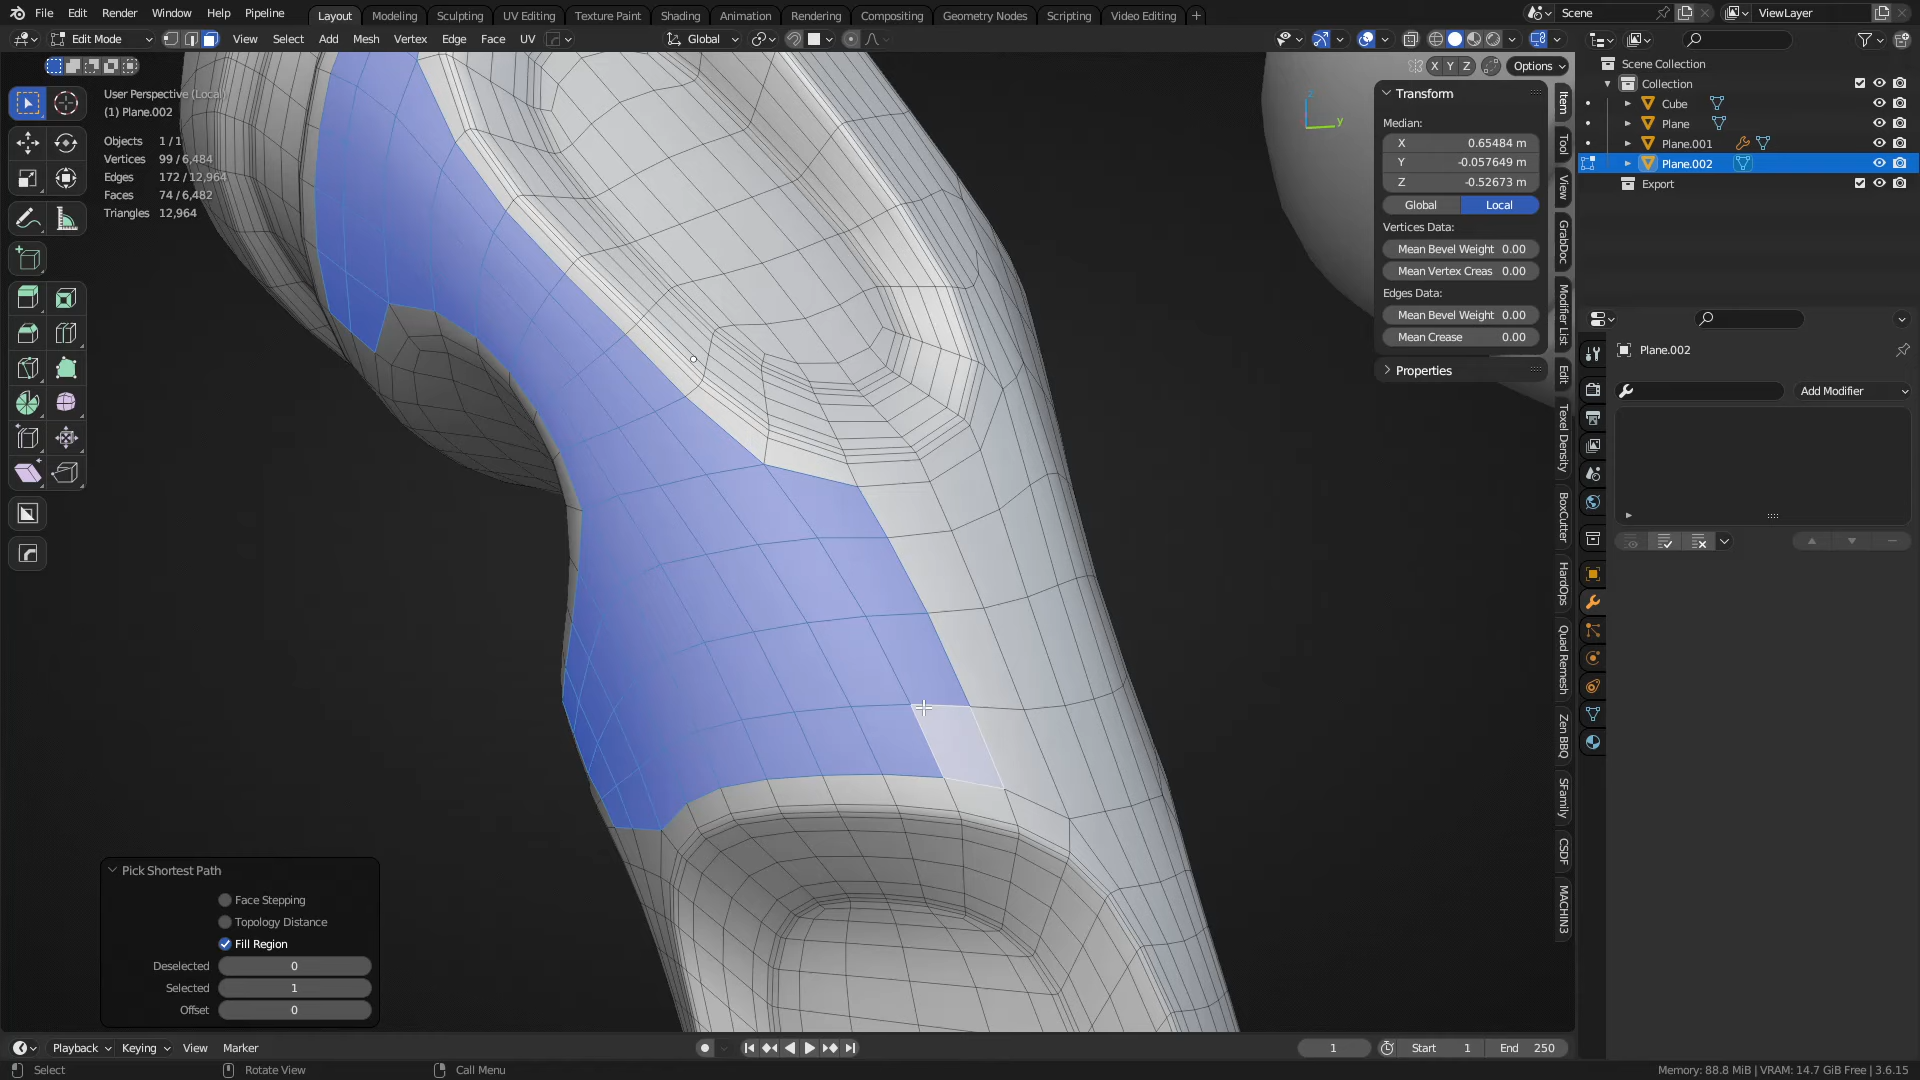 File Edit Render Window Help Pipeline Layout Modeling Sculpting UV Editing Texture Paint Shading Animation Rendering Compositing Geometry Nodes Scripting Video Editing + Scene ViewLayer
Edit Mode View Select Add Mesh Vertex Edge Face UV Global
X Y Z Options
User Perspective (Local)
(1) Plane.002
Objects 1/1
Vertices 99 / 6,484
Edges 172 / 12,964
Faces 74 / 6,482
Triangles 12,964
z
y
Transform
Median:
X 0.65484 m
Y -0.057649 m
Z -0.52673 m
Global Local
Vertices Data:
Mean Bevel Weight 0.00
Mean Vertex Creas 0.00
Edges Data:
Mean Bevel Weight 0.00
Mean Crease 0.00
Properties
Item
Tool
View
GrabDoc
Modifier List
Edit
Texel Density
BoxCutter
HardOps
Quad Remesh
Zen BBQ
SFamily
CSDF
MACHIN3
Scene Collection
Collection
Cube
Plane
Plane.001
Plane.002
Export
Plane.002
Add Modifier
Pick Shortest Path
Face Stepping
Topology Distance
Fill Region
Deselected 0
Selected 1
Offset 0
Playback Keying View Marker 1 Start 1 End 250
Select Rotate View Call Menu Memory: 88.8 MiB | VRAM: 14.7 GiB Free | 3.6.15